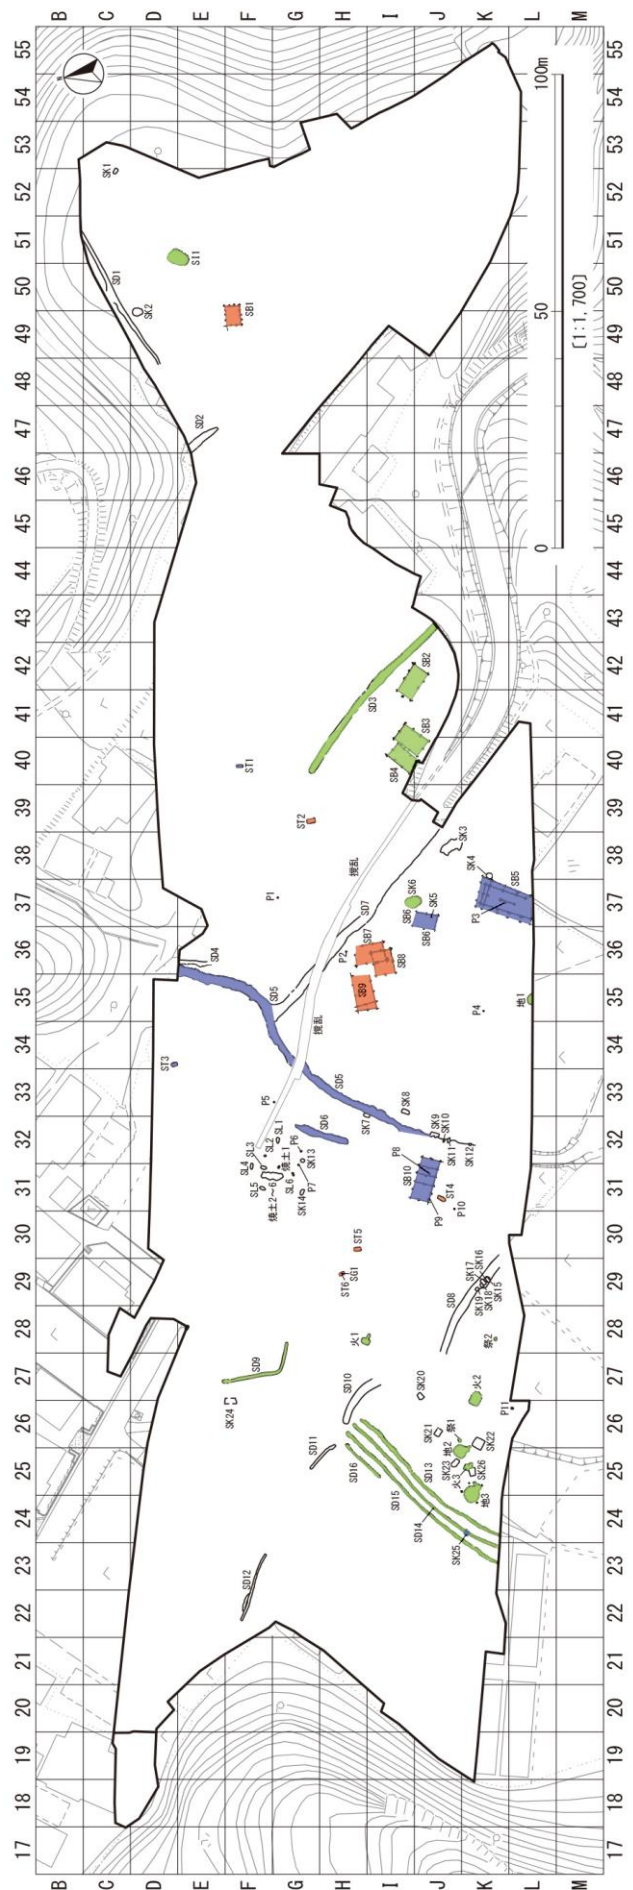 B C D E F G H I J K L M
55
54
53
52
51
50
49
48
47
46
45
44
43
42
41
40
39
38
37
36
35
34
33
32
31
30
29
28
27
26
25
24
23
22
21
20
19
18
17
B C D E F G H I J K L M
0
50
100m
[1:1,700]
SK1
SD1
SI1
SK2
SB1
SD2
SB2
SD3
SB3
SB4
ST1
ST2
撹乱
SK3
P1
SK4
SB5
SK6
SK5
SD7
SB6
SB6
P3
P2
SB7
SB8
SD4
SB9
SD5
P4
地1
撹乱
ST3
P5
SD5
SD6
SK7
SK8
SK9
SK10
SK11
SK12
SL1
SL2
SL3
SL4
SL5
SL6
焼土1
焼土2~6
P6
P7
SK13
SK14
P8
SB10
P9
ST4
P10
ST5
SG1
ST6
SD8
SK17
SK16
SK15
SK18
SK19
火1
祭2
SD9
SD10
SK20
火2
SK24
P11
SD11
SK21
祭1
地2
SK22
SK23
SD16
SD13
火3
SK26
SD15
地3
SD14
SK25
SD12